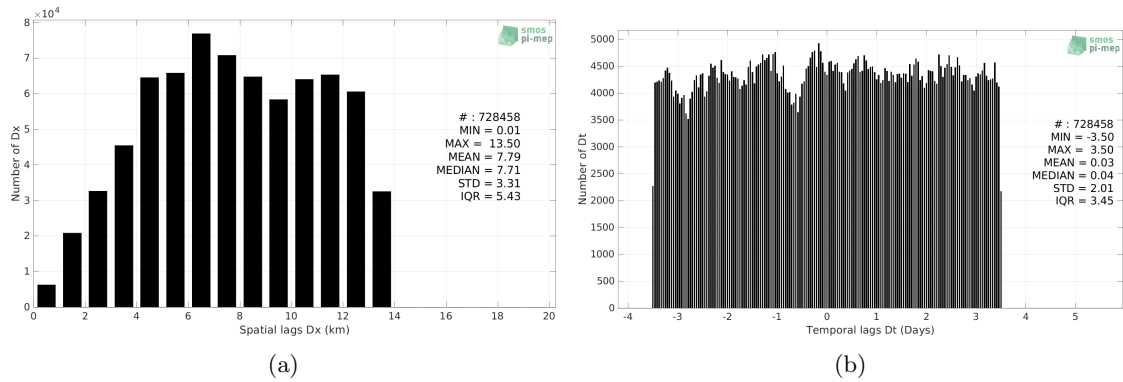 ×10⁴
8
7
6
5
4
3
2
1
0
Number of Dx
0 2 4 6 8 10 12 14 16 18 20
Spatial lags Dx (km)
smos
pi-mep
# : 728458
MIN = 0.01
MAX = 13.50
MEAN = 7.79
MEDIAN = 7.71
STD = 3.31
IQR = 5.43
(a)
5000
4500
4000
3500
3000
2500
2000
1500
1000
500
0
Number of Dt
-4 -3 -2 -1 0 1 2 3 4 5
Temporal lags Dt (Days)
smos
pi-mep
# : 728458
MIN = -3.50
MAX = 3.50
MEAN = 0.03
MEDIAN = 0.04
STD = 2.01
IQR = 3.45
(b)